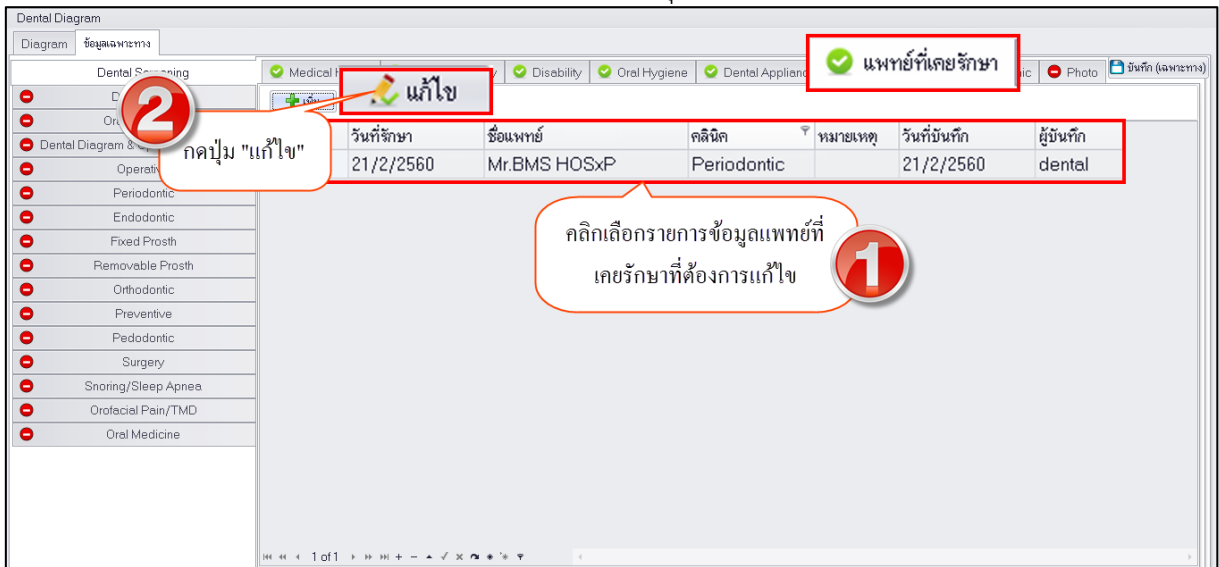 Dental Diagram
Diagram ข้อมูลเฉพาะทาง
Dental Screening
Medical Disability Oral Hygiene Dental Applianc แพทย์ที่เคยรักษา ic Photo บันทึก (เฉพาะทาง)
เพิ่ม แก้ไข
2
กดปุ่ม "แก้ไข"
วันที่รักษา ชื่อแพทย์ คลินิค หมายเหตุ วันที่บันทึก ผู้บันทึก
21/2/2560 Mr.BMS HOSxP Periodontic 21/2/2560 dental
คลิกเลือกรายการข้อมูลแพทย์ที่
เคยรักษาที่ต้องการแก้ไข
1
Dental Diagram &
Operativ
Periodontic
Endodontic
Fixed Prosth
Removable Prosth
Orthodontic
Preventive
Pedodontic
Surgery
Snoring/Sleep Apnea
Orofacial Pain/TMD
Oral Medicine
1 of 1